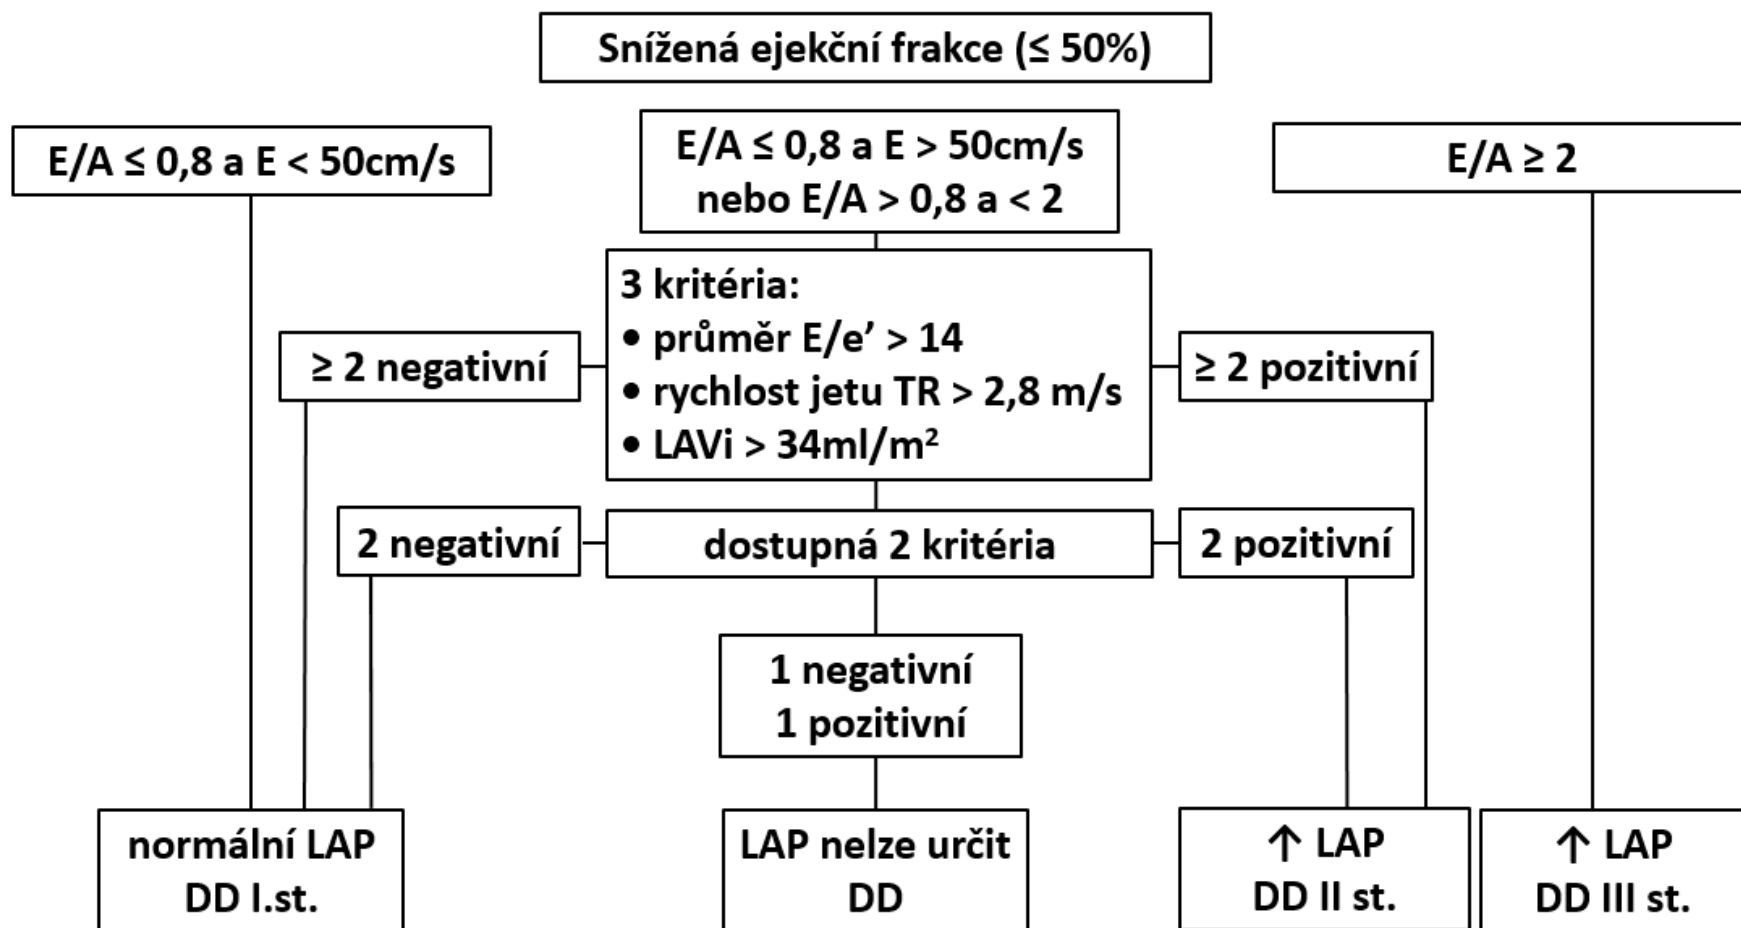 Snížená ejekční frakce (≤ 50%)
E/A ≤ 0,8 a E < 50cm/s
E/A ≤ 0,8 a E > 50cm/s
nebo E/A > 0,8 a < 2
E/A ≥ 2
3 kritéria:
• průměr E/e’ > 14
• rychlost jetu TR > 2,8 m/s
• LAVi > 34ml/m²
≥ 2 negativní
≥ 2 pozitivní
2 negativní
dostupná 2 kritéria
2 pozitivní
1 negativní
1 pozitivní
normální LAP
DD I.st.
LAP nelze určit
DD
↑ LAP
DD II st.
↑ LAP
DD III st.